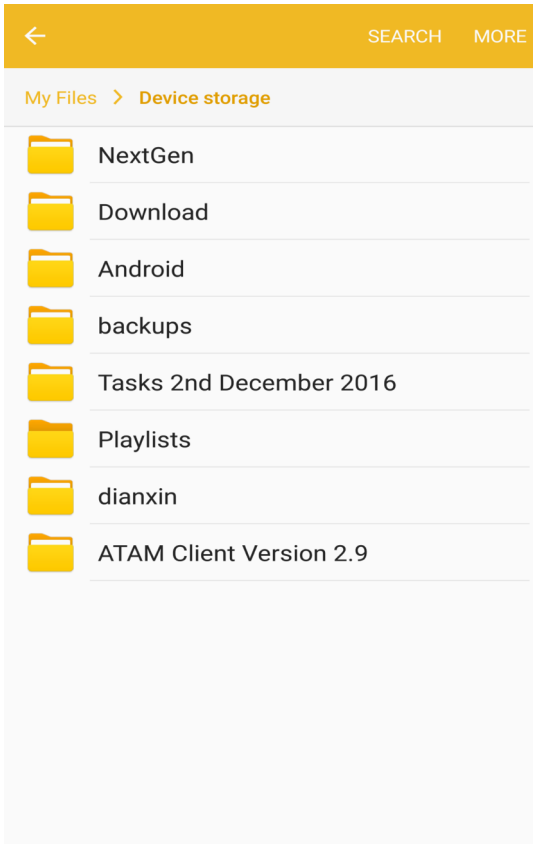 SEARCH MORE
My Files > Device storage
NextGen
Download
Android
backups
Tasks 2nd December 2016
Playlists
dianxin
ATAM Client Version 2.9